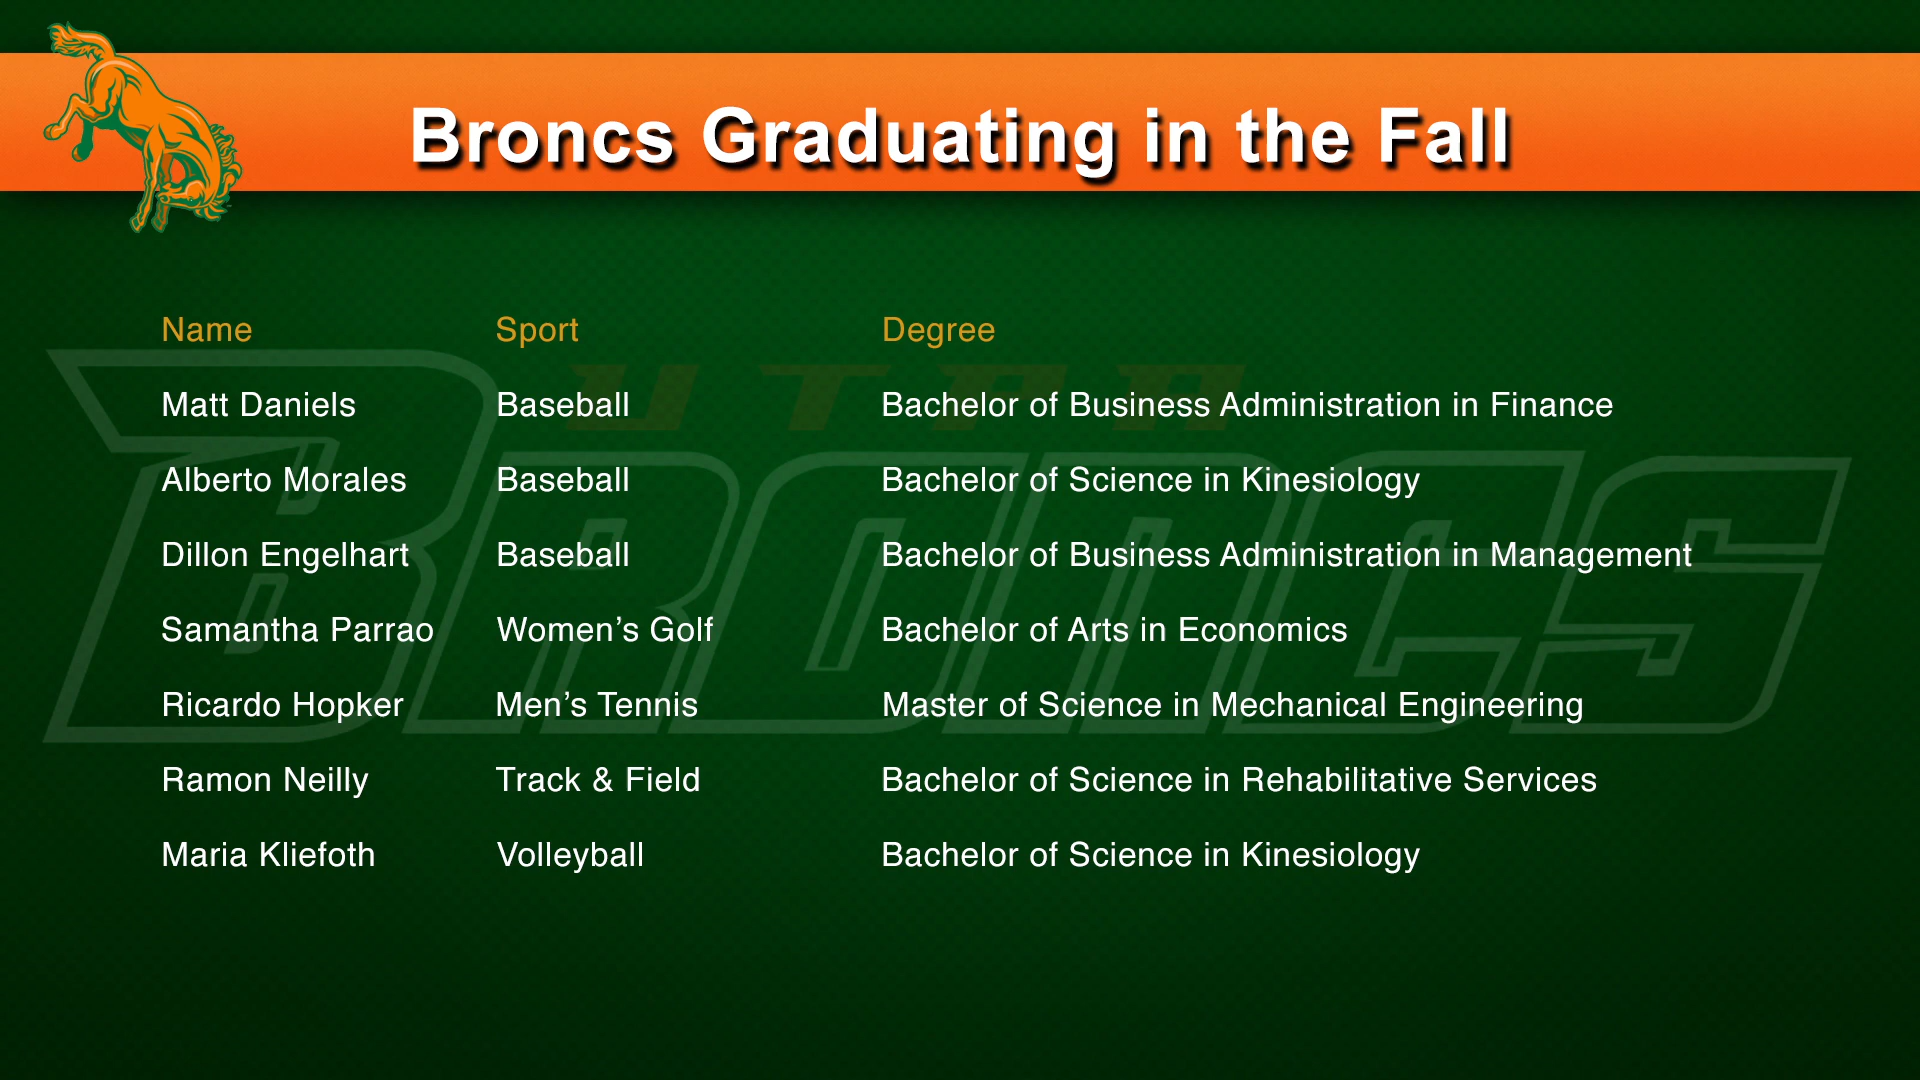 Broncs Graduating in the Fall
Name Sport Degree
UTPA
BRONCS
Matt Daniels Baseball Bachelor of Business Administration in Finance
Alberto Morales Baseball Bachelor of Science in Kinesiology
Dillon Engelhart Baseball Bachelor of Business Administration in Management
Samantha Parrao Women’s Golf Bachelor of Arts in Economics
Ricardo Hopker Men’s Tennis Master of Science in Mechanical Engineering
Ramon Neilly Track & Field Bachelor of Science in Rehabilitative Services
Maria Kliefoth Volleyball Bachelor of Science in Kinesiology